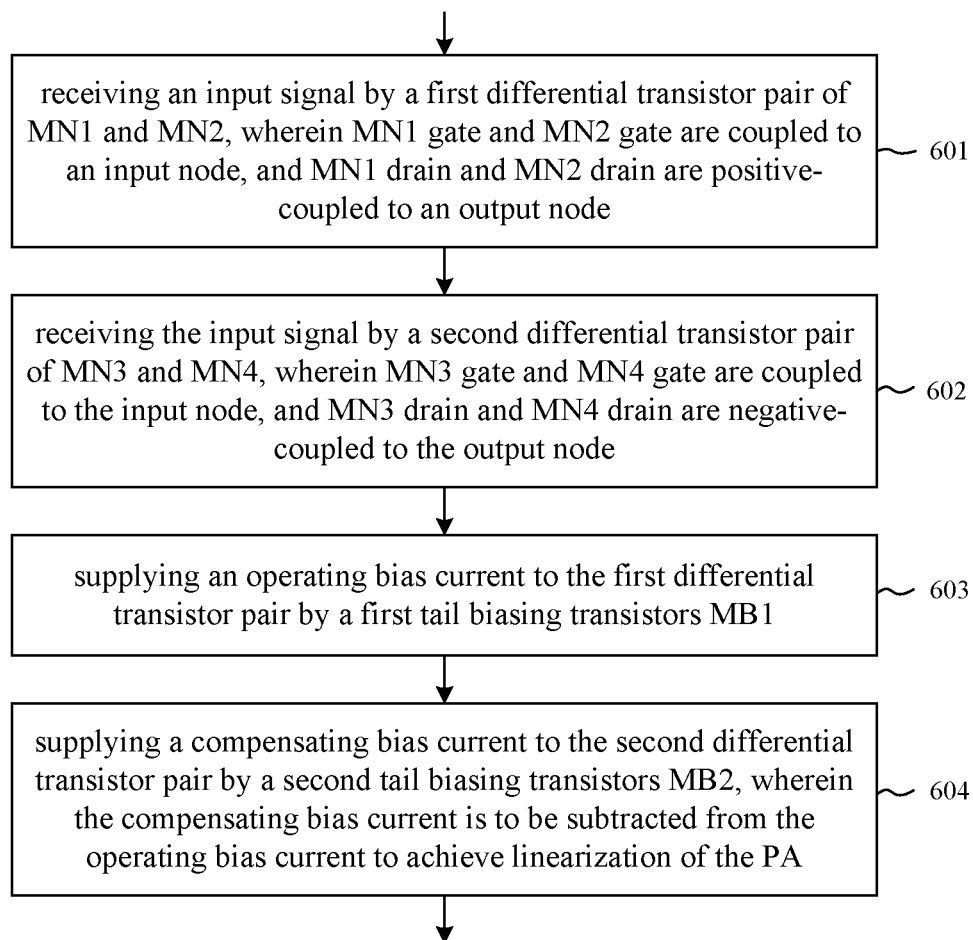 receiving an input signal by a first differential transistor pair of
MN1 and MN2, wherein MN1 gate and MN2 gate are coupled to
an input node, and MN1 drain and MN2 drain are positive-
coupled to an output node
601
receiving the input signal by a second differential transistor pair
of MN3 and MN4, wherein MN3 gate and MN4 gate are coupled
to the input node, and MN3 drain and MN4 drain are negative-
coupled to the output node
602
supplying an operating bias current to the first differential
transistor pair by a first tail biasing transistors MB1
603
supplying a compensating bias current to the second differential
transistor pair by a second tail biasing transistors MB2, wherein
the compensating bias current is to be subtracted from the
operating bias current to achieve linearization of the PA
604